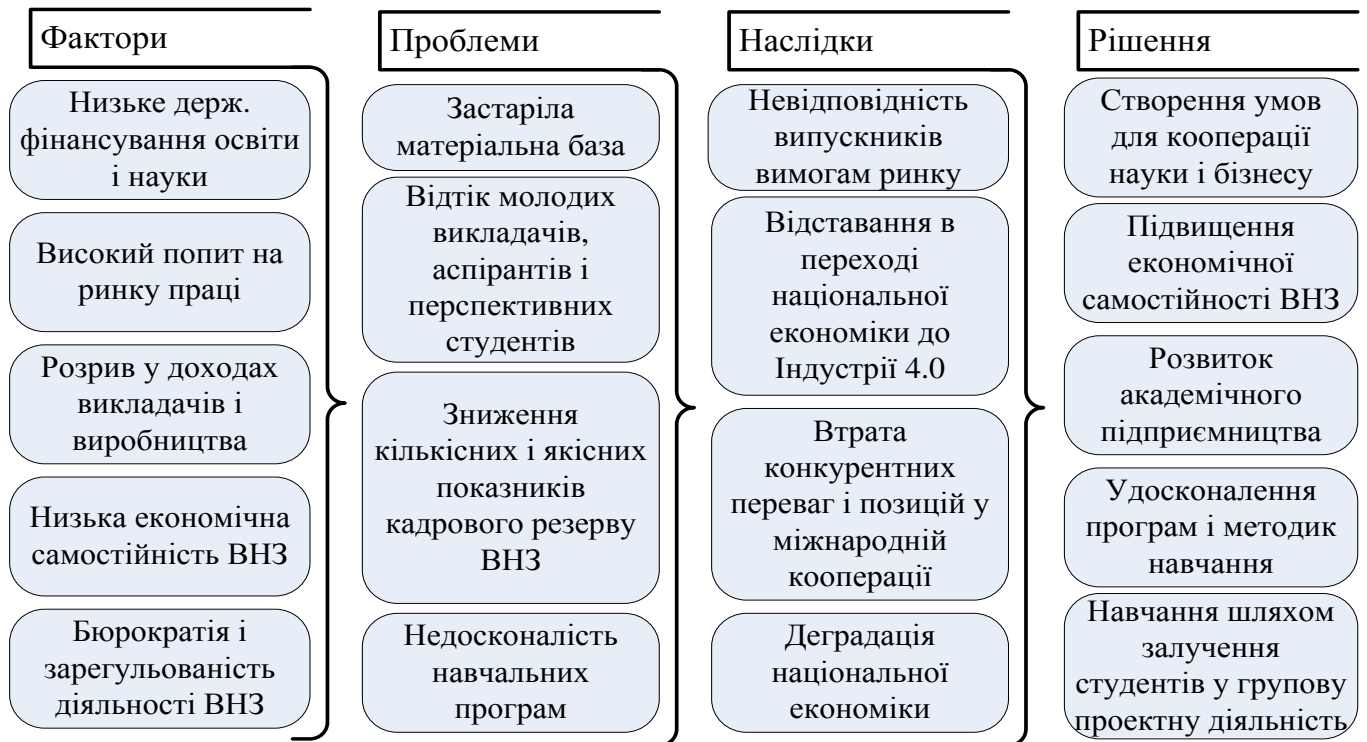 Фактори
Низьке держ.
фінансування освіти
і науки
Високий попит на
ринку праці
Розрив у доходах
викладачів і
виробництва
Низька економічна
самостійність ВНЗ
Бюрократія і
зарегульованість
діяльності ВНЗ
Проблеми
Застаріла
матеріальна база
Відтік молодих
викладачів,
аспірантів і
перспективних
студентів
Зниження
кількісних і якісних
показників
кадрового резерву
ВНЗ
Недосконалість
навчальних
програм
Наслідки
Невідповідність
випускників
вимогам ринку
Відставання в
переході
національної
економіки до
Індустрії 4.0
Втрата
конкурентних
переваг і позицій у
міжнародній
кооперації
Деградація
національної
економіки
Рішення
Створення умов
для кооперації
науки і бізнесу
Підвищення
економічної
самостійності ВНЗ
Розвиток
академічного
підприємництва
Удосконалення
програм і методик
навчання
Навчання шляхом
залучення
студентів у групову
проектну діяльність